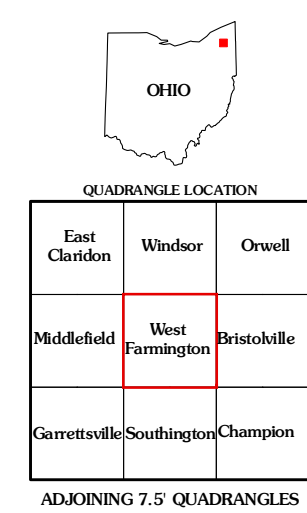 OHIO
QUADRANGLE LOCATION
East
Claridon
Windsor
Orwell
Middlefield
West
Farmington
Bristolville
Garrettsville
Southington
Champion
ADJOINING 7.5' QUADRANGLES